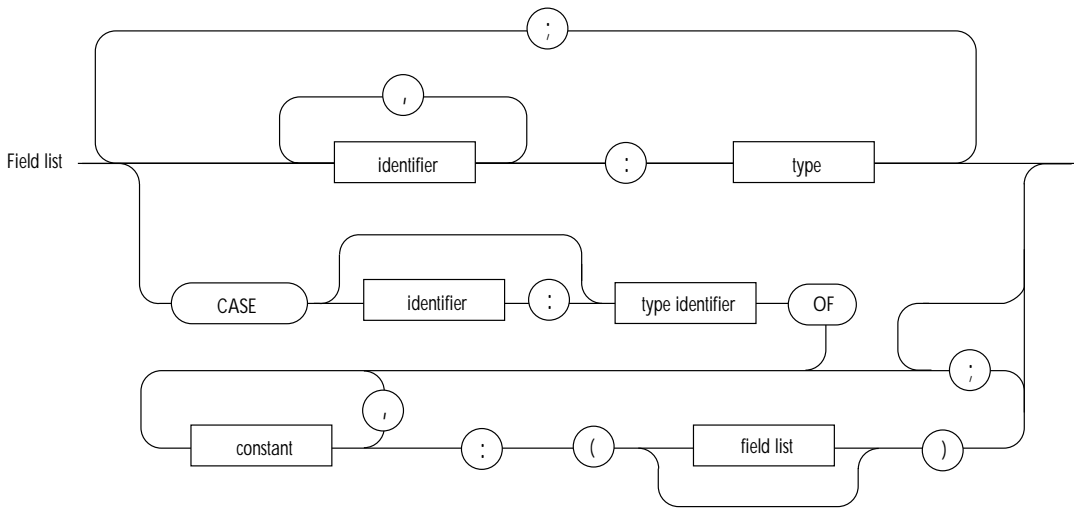 ;
,
Field list identifier : type
CASE identifier : type identifier OF
;
,
constant : ( field list )